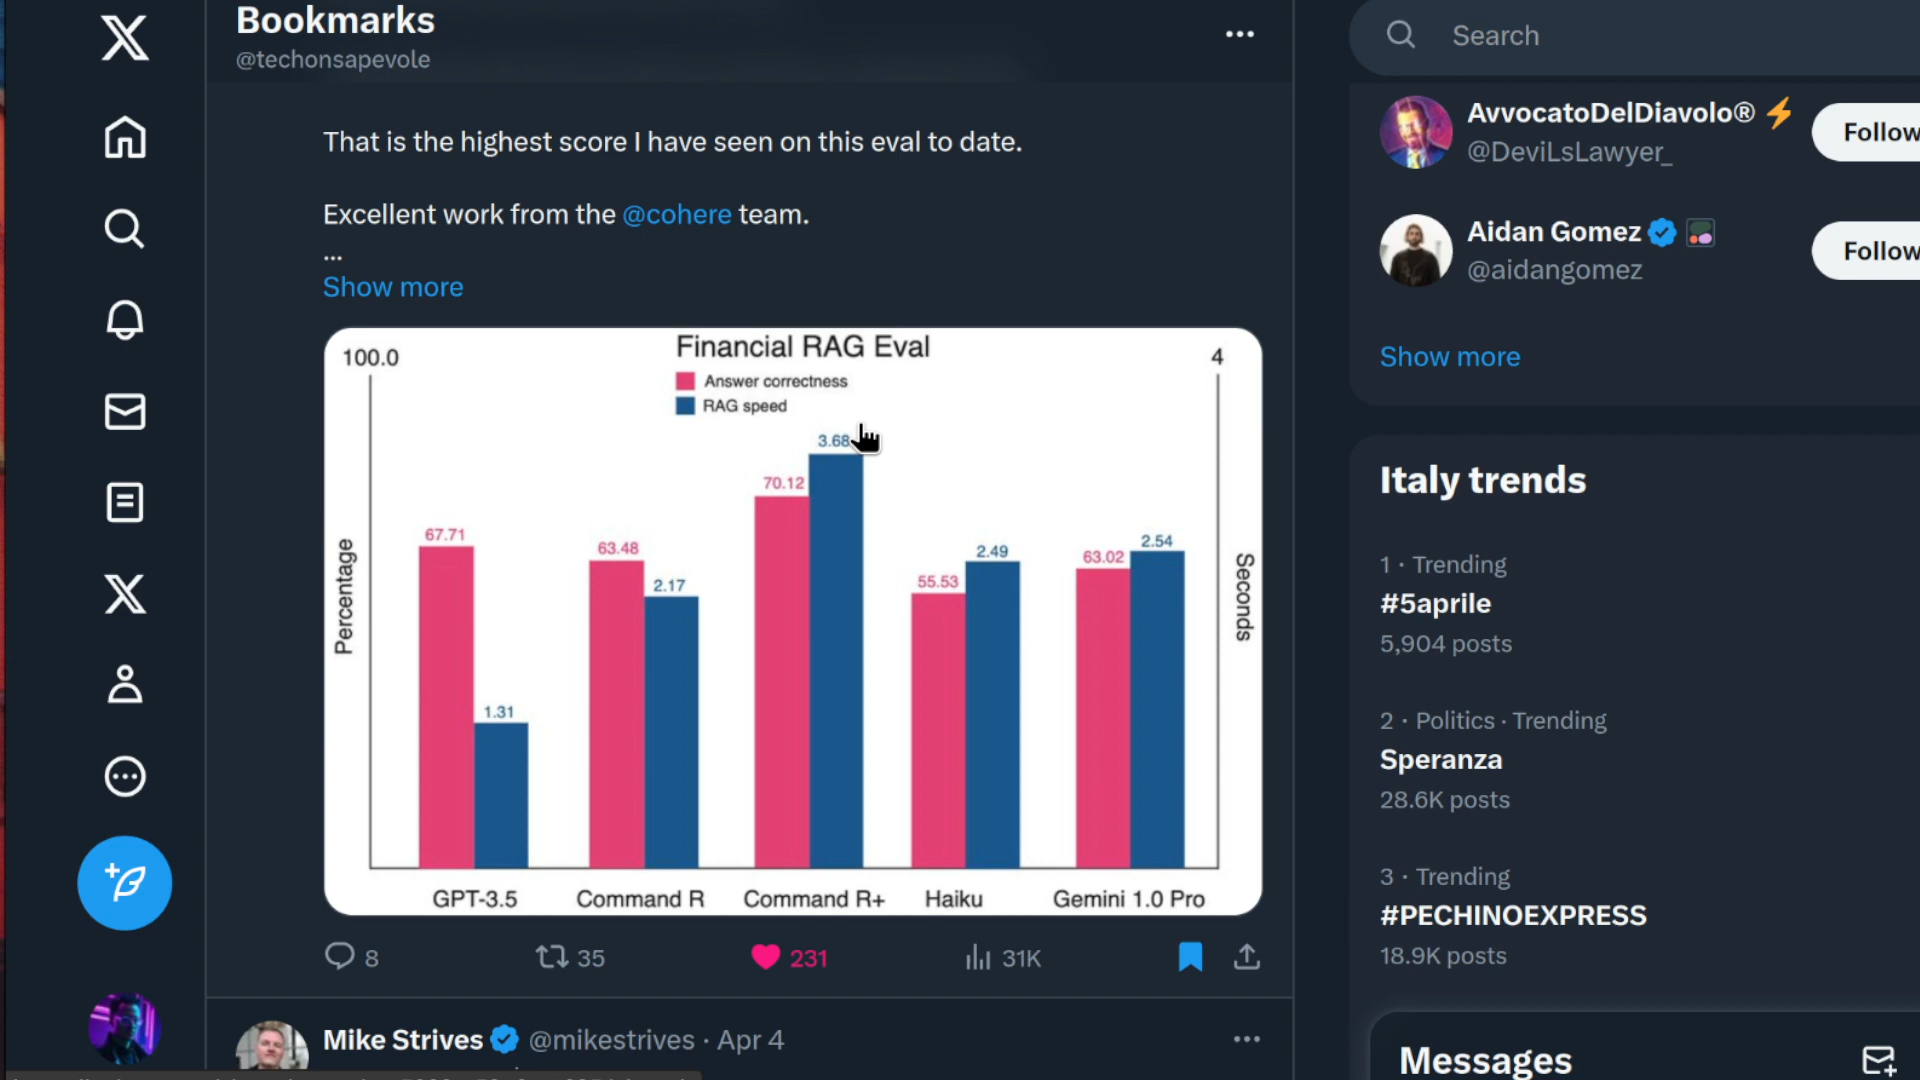 Bookmarks
@techonsapevole
That is the highest score I have seen on this eval to date.
Excellent work from the @cohere team.
...
Show more
Financial RAG Eval
100.0
4
Answer correctness
RAG speed
Percentage
Seconds
67.71
1.31
63.48
2.17
70.12
3.68
55.53
2.49
63.02
2.54
GPT-3.5
Command R
Command R+
Haiku
Gemini 1.0 Pro
8
35
231
31K
Mike Strives @mikestrives · Apr 4
Search
AvvocatoDelDiavolo®
@DeviLsLawyer_
Follow
Aidan Gomez
@aidangomez
Follow
Show more
Italy trends
1 · Trending
#5aprile
5,904 posts
2 · Politics · Trending
Speranza
28.6K posts
3 · Trending
#PECHINOEXPRESS
18.9K posts
Messages